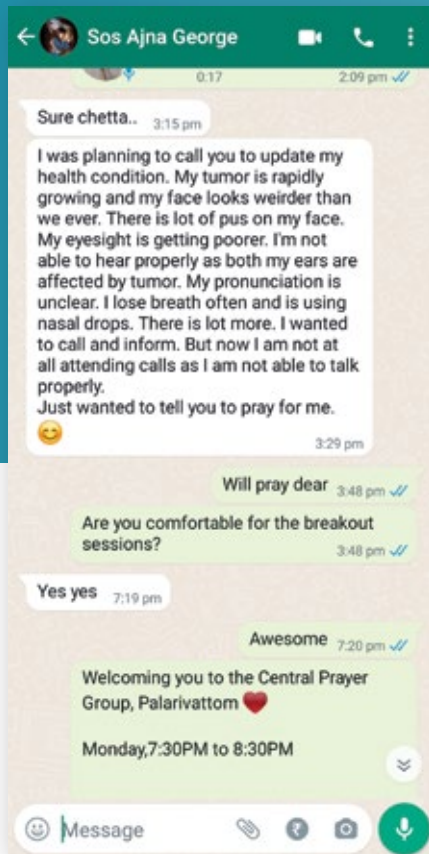 Sos Ajna George
0:17
2:09 pm
Sure chetta..
3:15 pm
I was planning to call you to update my
health condition. My tumor is rapidly
growing and my face looks weirder than
we ever. There is lot of pus on my face.
My eyesight is getting poorer. I'm not
able to hear properly as both my ears are
affected by tumor. My pronunciation is
unclear. I lose breath often and is using
nasal drops. There is lot more. I wanted
to call and inform. But now I am not at
all attending calls as I am not able to talk
properly.
Just wanted to tell you to pray for me.
😊
3:29 pm
Will pray dear 3:48 pm
Are you comfortable for the breakout
sessions?
3:48 pm
Yes yes 7:19 pm
Awesome 7:20 pm
Welcoming you to the Central Prayer
Group, Palarivattom ❤️
Monday,7:30PM to 8:30PM
Message